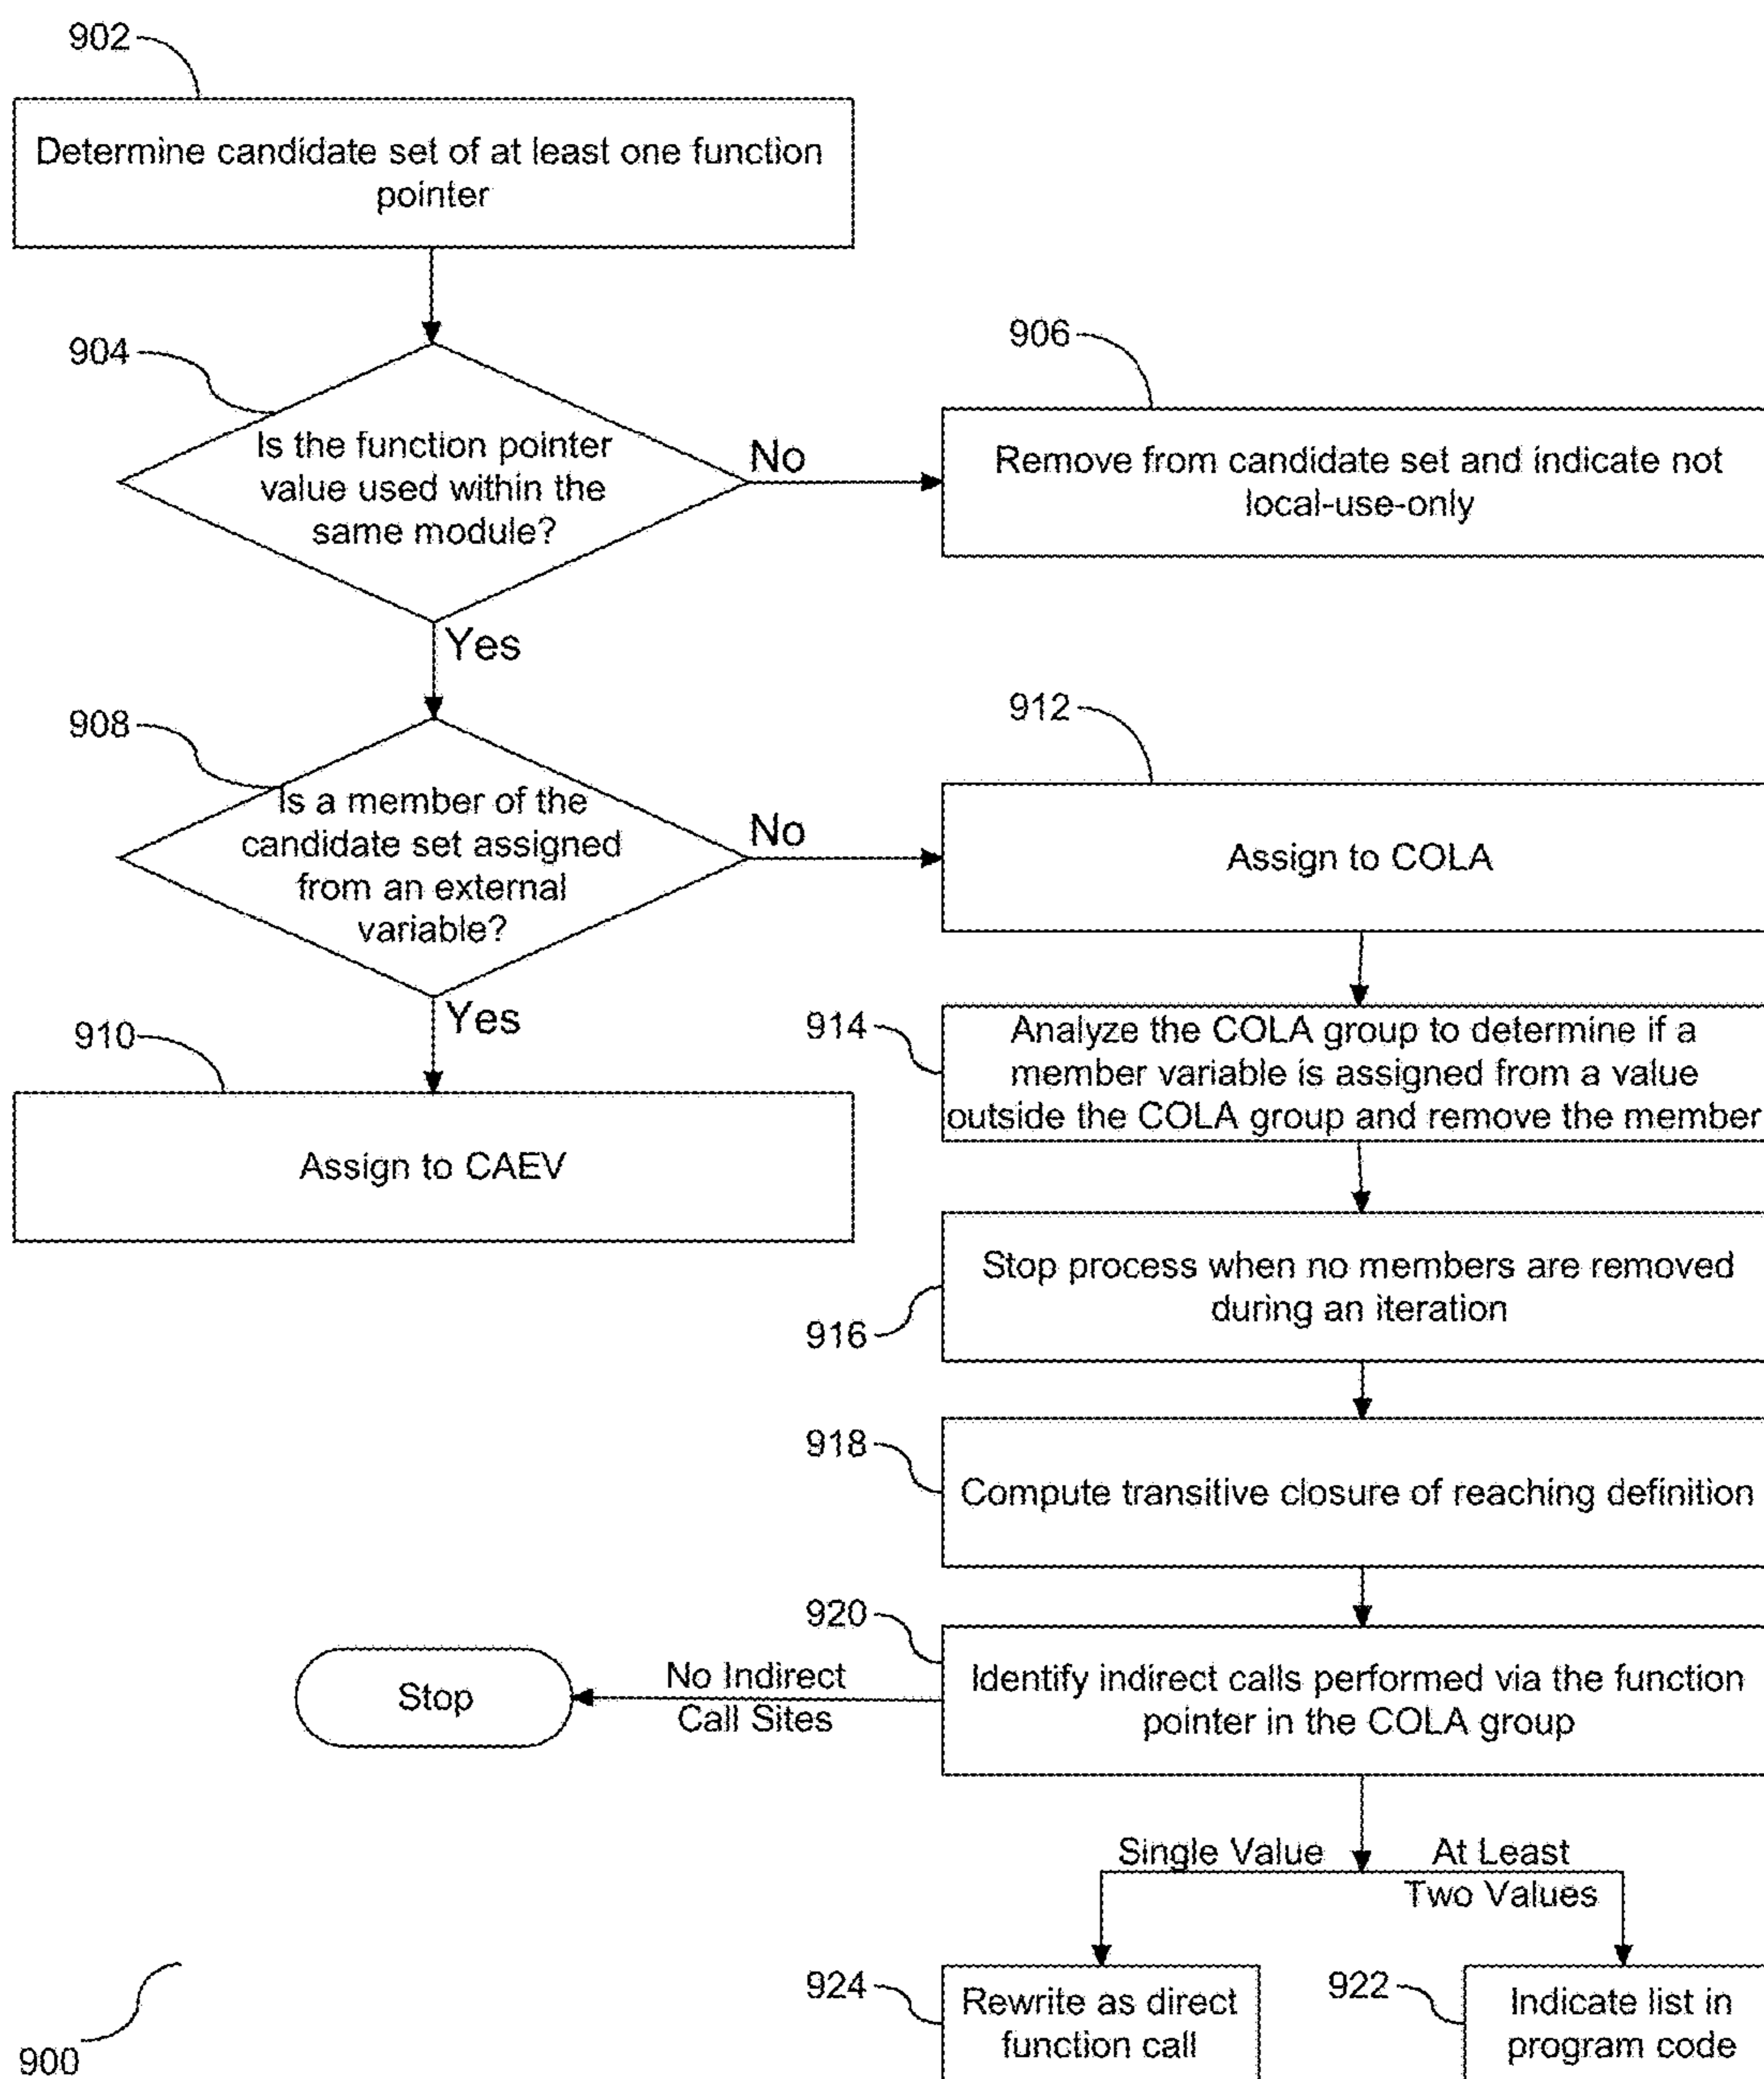 902
Determine candidate set of at least one function
pointer
904
Is the function pointer
value used within the
same module?
No
906
Remove from candidate set and indicate not
local-use-only
Yes
908
Is a member of the
candidate set assigned
from an external
variable?
No
912
Assign to COLA
Yes
910
Assign to CAEV
914
Analyze the COLA group to determine if a
member variable is assigned from a value
outside the COLA group and remove the member
916
Stop process when no members are removed
during an iteration
918
Compute transitive closure of reaching definition
920
Identify indirect calls performed via the function
pointer in the COLA group
No Indirect
Call Sites
Stop
Single Value
At Least
Two Values
924
Rewrite as direct
function call
922
Indicate list in
program code
900